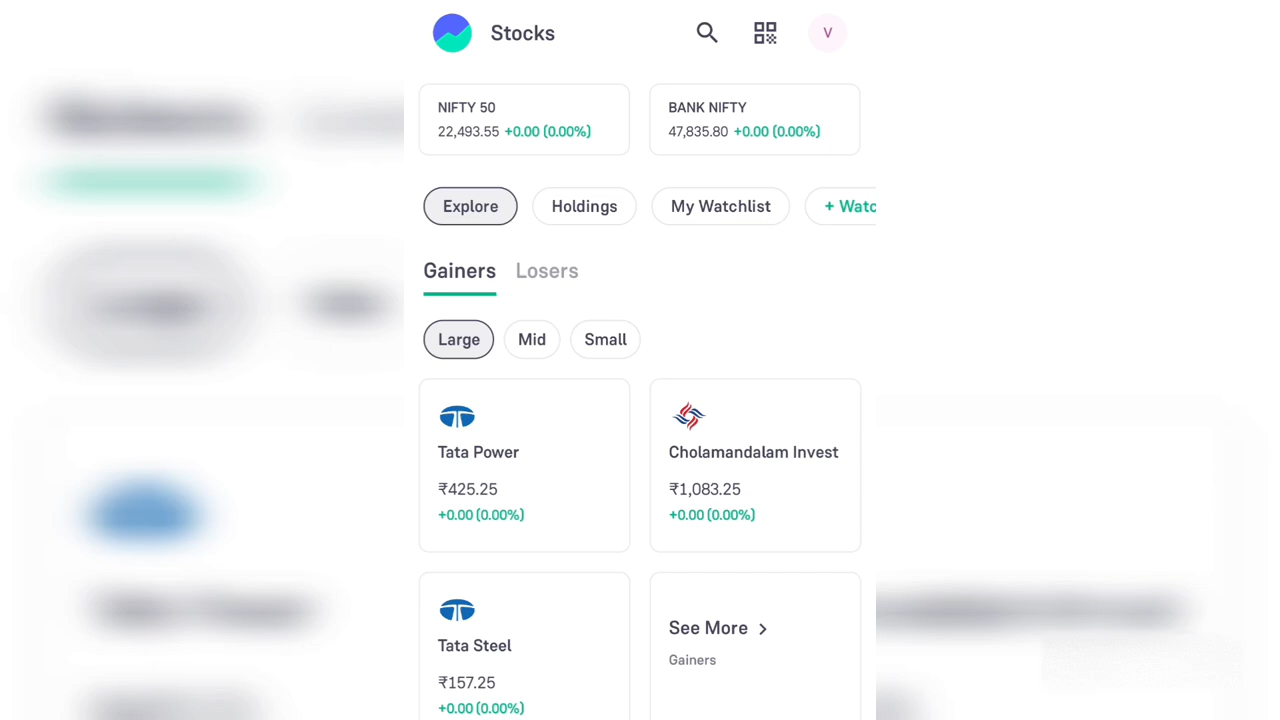 Stocks
V
NIFTY 50
22,493.55 +0.00 (0.00%)
BANK NIFTY
47,835.80 +0.00 (0.00%)
Explore
Holdings
My Watchlist
+ Watc
Gainers
Losers
Large
Mid
Small
Tata Power
₹425.25
+0.00 (0.00%)
Cholamandalam Invest
₹1,083.25
+0.00 (0.00%)
Tata Steel
₹157.25
+0.00 (0.00%)
See More >
Gainers